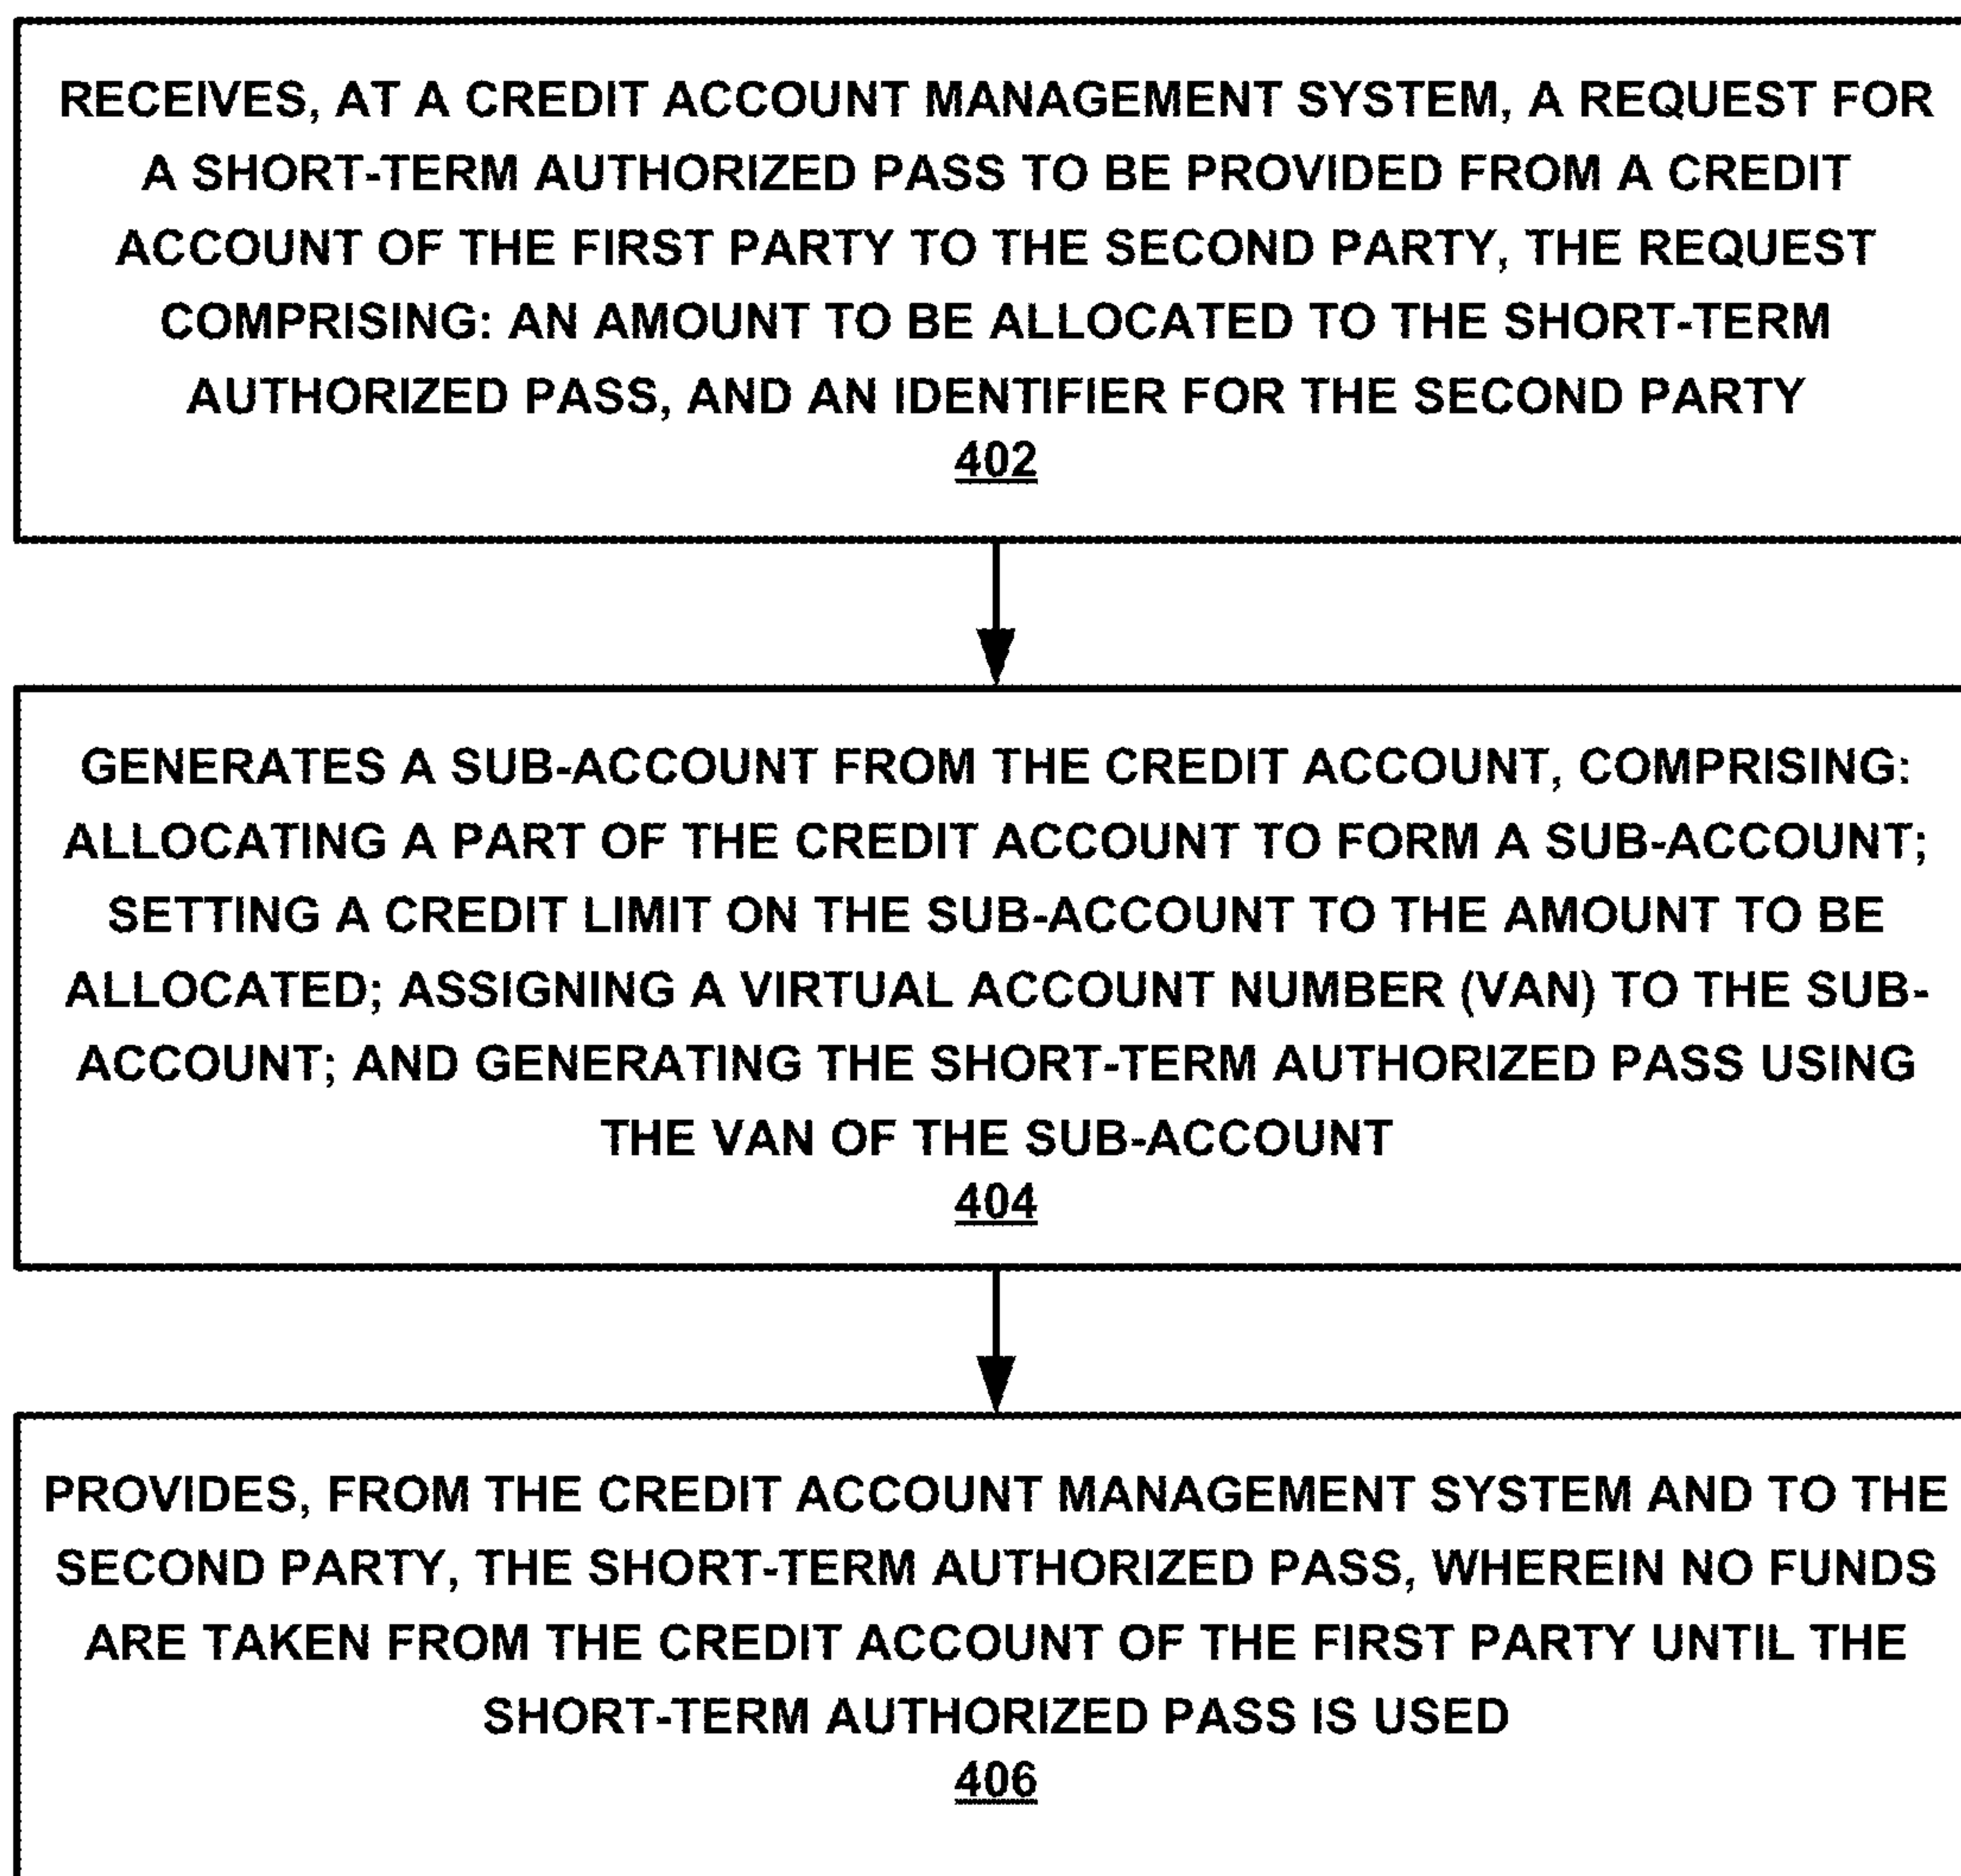 RECEIVES, AT A CREDIT ACCOUNT MANAGEMENT SYSTEM, A REQUEST FOR
A SHORT-TERM AUTHORIZED PASS TO BE PROVIDED FROM A CREDIT
ACCOUNT OF THE FIRST PARTY TO THE SECOND PARTY, THE REQUEST
COMPRISING: AN AMOUNT TO BE ALLOCATED TO THE SHORT-TERM
AUTHORIZED PASS, AND AN IDENTIFIER FOR THE SECOND PARTY
402
GENERATES A SUB-ACCOUNT FROM THE CREDIT ACCOUNT, COMPRISING:
ALLOCATING A PART OF THE CREDIT ACCOUNT TO FORM A SUB-ACCOUNT;
SETTING A CREDIT LIMIT ON THE SUB-ACCOUNT TO THE AMOUNT TO BE
ALLOCATED; ASSIGNING A VIRTUAL ACCOUNT NUMBER (VAN) TO THE SUB-
ACCOUNT; AND GENERATING THE SHORT-TERM AUTHORIZED PASS USING
THE VAN OF THE SUB-ACCOUNT
404
PROVIDES, FROM THE CREDIT ACCOUNT MANAGEMENT SYSTEM AND TO THE
SECOND PARTY, THE SHORT-TERM AUTHORIZED PASS, WHEREIN NO FUNDS
ARE TAKEN FROM THE CREDIT ACCOUNT OF THE FIRST PARTY UNTIL THE
SHORT-TERM AUTHORIZED PASS IS USED
406